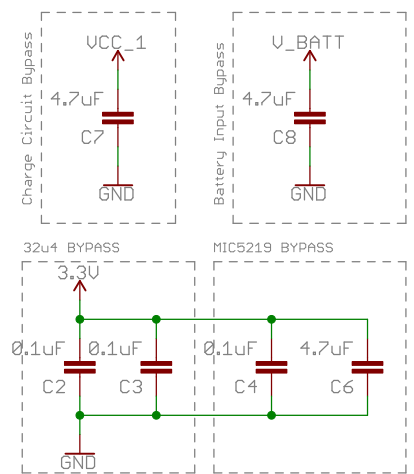 Charge Circuit Bypass
VCC_1
4.7uF
C7
GND
Battery Input Bypass
V_BATT
4.7uF
C8
GND
32u4 BYPASS
MIC5219 BYPASS
3.3V
0.1uF
0.1uF
0.1uF
4.7uF
C2
C3
C4
C6
GND